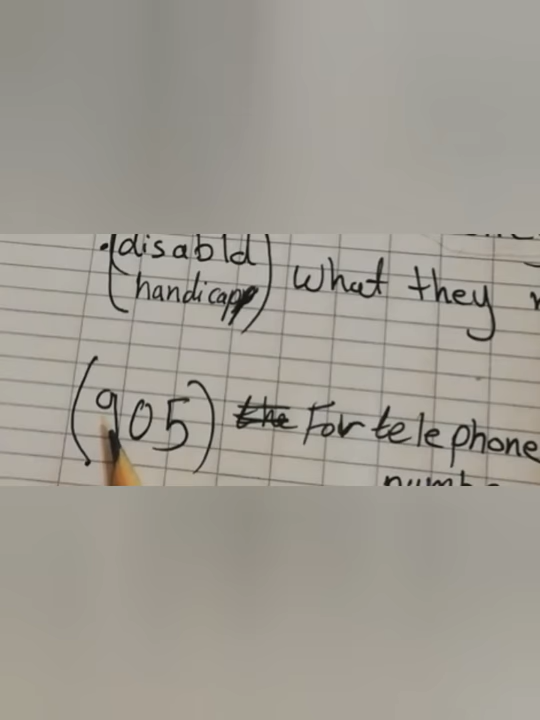 .(disabld
(handicapp) What they
(905) the For telephone